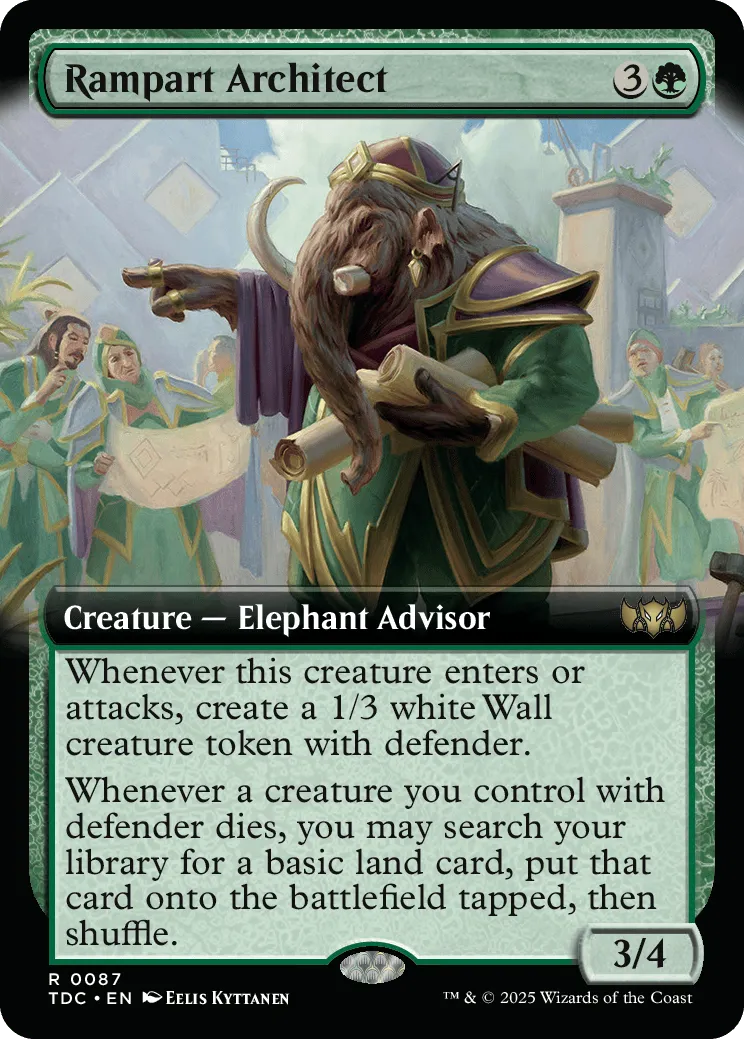 Rampart Architect 3
Creature — Elephant Advisor
Whenever this creature enters or
attacks, create a 1/3 white Wall
creature token with defender.
Whenever a creature you control with
defender dies, you may search your
library for a basic land card, put that
card onto the battlefield tapped, then
shuffle.
3/4
R 0087
TDC • EN Eelis Kyttanen
™ & © 2025 Wizards of the Coast